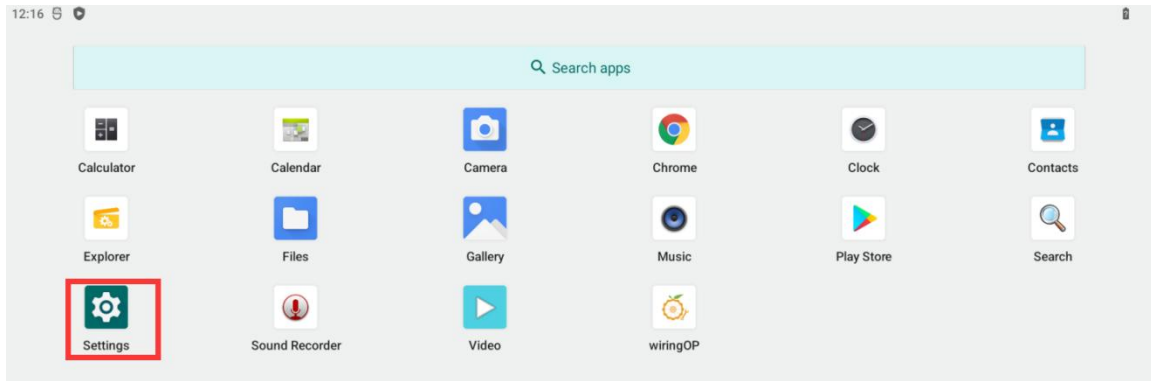 12:16
Search apps
Calculator Calendar Camera Chrome Clock Contacts
Explorer Files Gallery Music Play Store Search
Settings Sound Recorder Video wiringOP